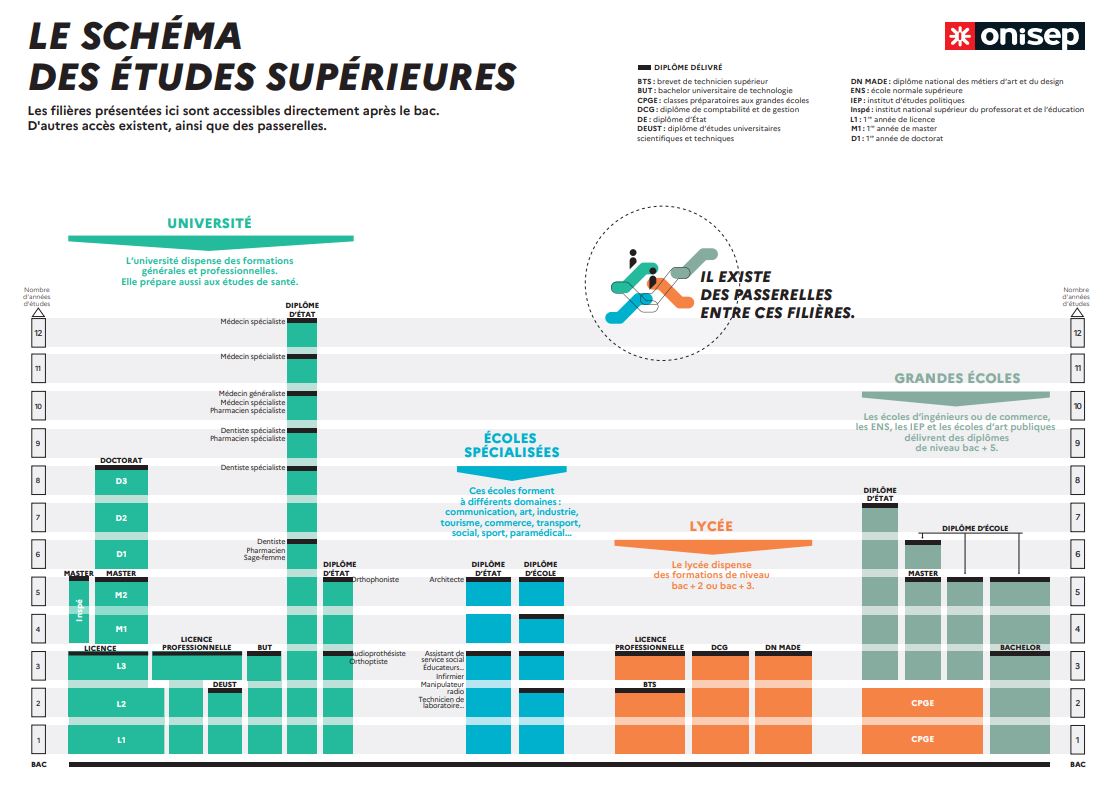 LE SCHÉMA
DES ÉTUDES SUPÉRIEURES
Les filières présentées ici sont accessibles directement après le bac.
D'autres accès existent, ainsi que des passerelles.
onisep
DIPLÔME DÉLIVRÉ
BTS : brevet de technicien supérieur
BUT : bachelor universitaire de technologie
CPGE : classes préparatoires aux grandes écoles
DCG : diplôme de comptabilité et de gestion
DE : diplôme d'État
DEUST : diplôme d'études universitaires
scientifiques et techniques
DN MADE : diplôme national des métiers d'art et du design
ENS : école normale supérieure
IEP : institut d'études politiques
Inspé : institut national supérieur du professorat et de l'éducation
L1 : 1re année de licence
M1 : 1re année de master
D1 : 1re année de doctorat
UNIVERSITÉ
L'université dispense des formations
générales et professionnelles.
Elle prépare aussi aux études de santé.
IL EXISTE
DES PASSERELLES
ENTRE CES FILIÈRES.
Nombre
d'années
d'études
12
11
10
9
8
7
6
5
4
3
2
1
BAC
DOCTORAT
D3
D2
D1
MASTER
Inspé
MASTER
M2
M1
LICENCE
L3
L2
L1
LICENCE
PROFESSIONNELLE
DEUST
BUT
DIPLÔME
D'ÉTAT
Médecin spécialiste
Médecin spécialiste
Médecin généraliste
Médecin spécialiste
Pharmacien spécialiste
Dentiste spécialiste
Pharmacien spécialiste
Dentiste spécialiste
Dentiste
Pharmacien
Sage-femme
DIPLÔME
D'ÉTAT
Orthophoniste
Audioprothésiste
Orthoptiste
ÉCOLES
SPÉCIALISÉES
Ces écoles forment
à différents domaines :
communication, art, industrie,
tourisme, commerce, transport,
social, sport, paramédical...
DIPLÔME
D'ÉTAT
DIPLÔME
D'ÉCOLE
Architecte
Assistant de
service social
Éducateurs...
Infirmier
Manipulateur
radio
Technicien de
laboratoire...
LYCÉE
Le lycée dispense
des formations de niveau
bac + 2 ou bac + 3.
LICENCE
PROFESSIONNELLE
BTS
DCG
DN MADE
GRANDES ÉCOLES
Les écoles d'ingénieurs ou de commerce,
les ENS, les IEP et les écoles d'art publiques
délivrent des diplômes
de niveau bac + 5.
DIPLÔME
D'ÉTAT
DIPLÔME D'ÉCOLE
MASTER
BACHELOR
CPGE
CPGE
Nombre
d'années
d'études
12
11
10
9
8
7
6
5
4
3
2
1
BAC